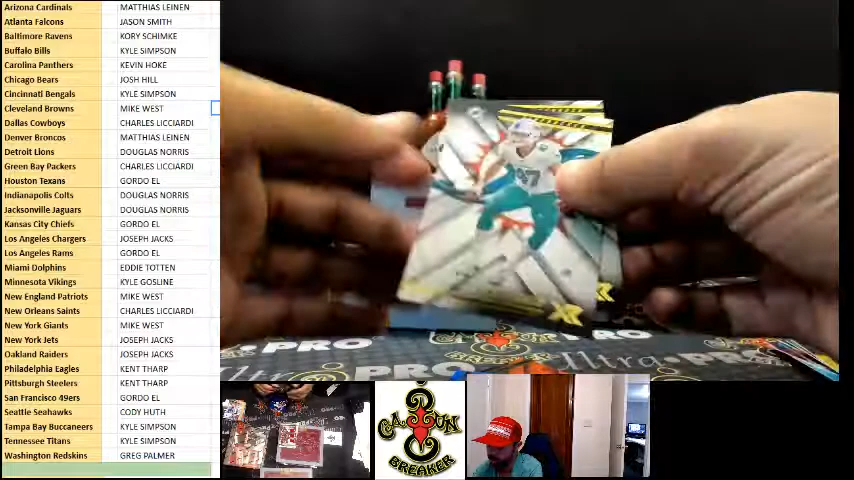 Arizona Cardinals MATTHIAS LEINEN
Atlanta Falcons JASON SMITH
Baltimore Ravens KORY SCHIMKE
Buffalo Bills KYLE SIMPSON
Carolina Panthers KEVIN HOKE
Chicago Bears JOSH HILL
Cincinnati Bengals KYLE SIMPSON
Cleveland Browns MIKE WEST
Dallas Cowboys CHARLES LICCIARDI
Denver Broncos MATTHIAS LEINEN
Detroit Lions DOUGLAS NORRIS
Green Bay Packers CHARLES LICCIARDI
Houston Texans GORDO EL
Indianapolis Colts DOUGLAS NORRIS
Jacksonville Jaguars DOUGLAS NORRIS
Kansas City Chiefs GORDO EL
Los Angeles Chargers JOSEPH JACKS
Los Angeles Rams GORDO EL
Miami Dolphins EDDIE TOTTEN
Minnesota Vikings KYLE GOSLINE
New England Patriots MIKE WEST
New Orleans Saints CHARLES LICCIARDI
New York Giants MIKE WEST
New York Jets JOSEPH JACKS
Oakland Raiders JOSEPH JACKS
Philadelphia Eagles KENT THARP
Pittsburgh Steelers KENT THARP
San Francisco 49ers GORDO EL
Seattle Seahawks CODY HUTH
Tampa Bay Buccaneers KYLE SIMPSON
Tennessee Titans KYLE SIMPSON
Washington Redskins GREG PALMER
XR
PRO
Ultra PRO
CAJUN
BREAKER